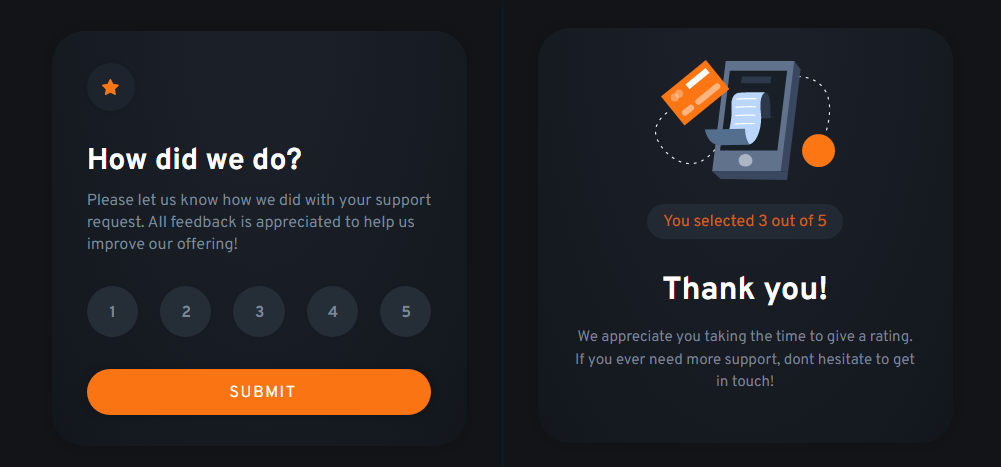 How did we do?
Please let us know how we did with your support
request. All feedback is appreciated to help us
improve our offering!
1 2 3 4 5
SUBMIT
You selected 3 out of 5
Thank you!
We appreciate you taking the time to give a rating.
If you ever need more support, dont hesitate to get
in touch!